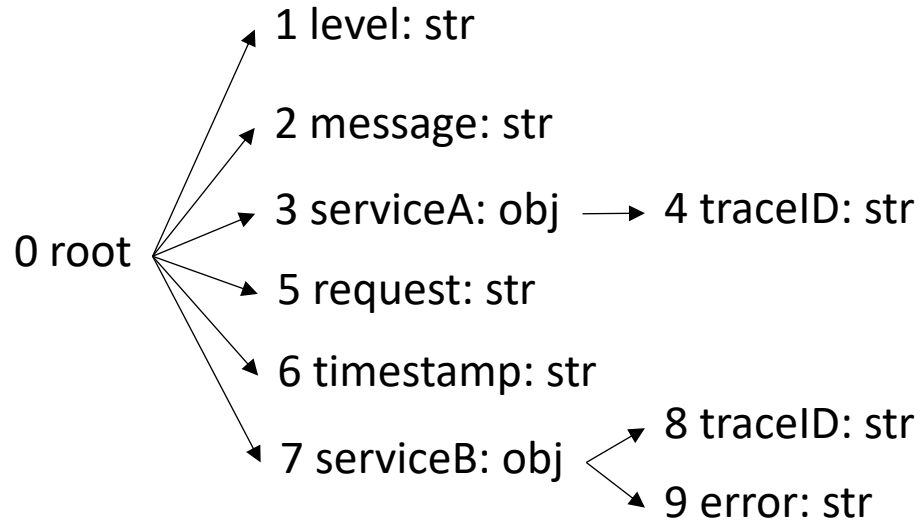 0 root
1 level: str
2 message: str
3 serviceA: obj
4 traceID: str
5 request: str
6 timestamp: str
7 serviceB: obj
8 traceID: str
9 error: str